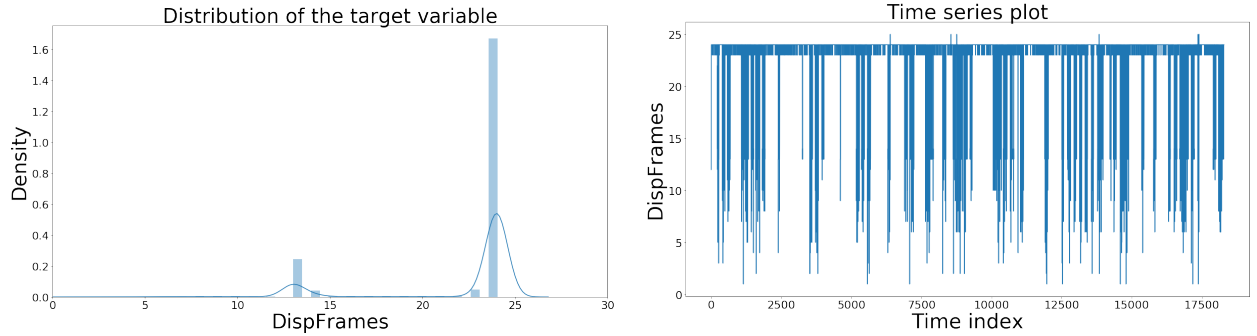 Distribution of the target variable
1.6
1.4
1.2
1.0
0.8
0.6
0.4
0.2
0.0
Density
0 5 10 15 20 25 30
DispFrames
Time series plot
25
20
15
10
5
0
DispFrames
0 2500 5000 7500 10000 12500 15000 17500
Time index